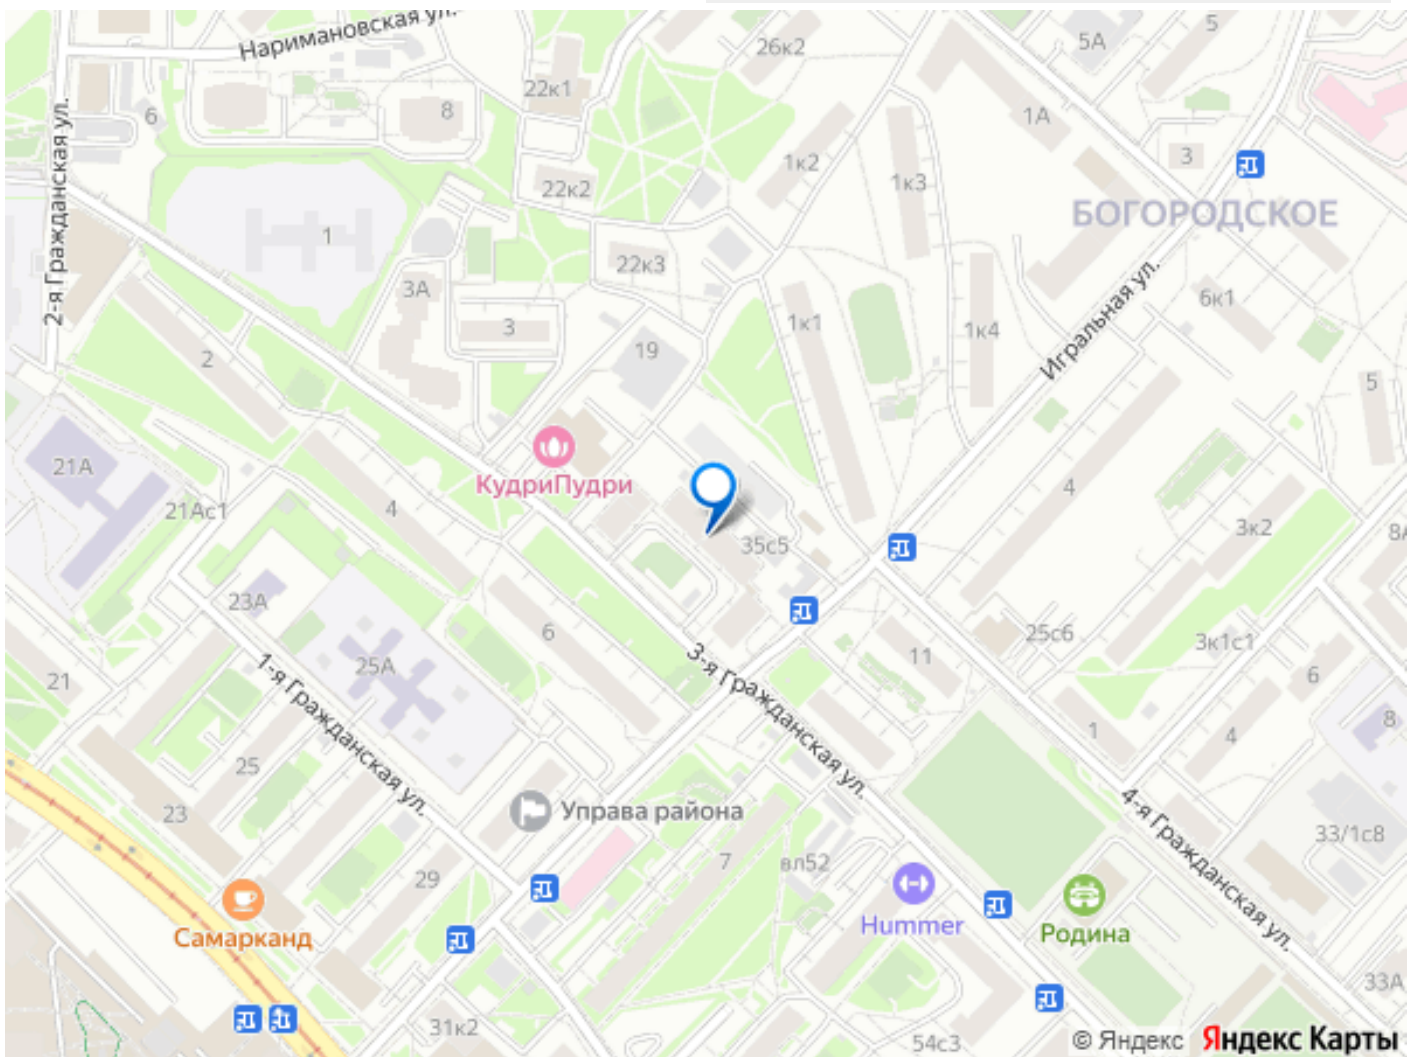 Наримановская ул.
5
5А
26к2
22к1
6
8
1А
2-я Гражданская ул.
1к2
3
1к3
22к2
БОГОРОДСКОЕ
1
22к3
3А
6к1
Игральная ул.
1к1
1к4
3
19
2
5
КудриПудри
21А
4
4
21Ас1
3к2
8А
35с5
23А
6
25с6
3к1с1
11
3-я Гражданская ул.
25А
1-я Гражданская ул.
21
6
8
1
4
25
4-я Гражданская ул.
Управа района
23
33/1с8
7
вл52
29
Hummer
Родина
Самарканд
33А
31к2
54с3
© Яндекс Яндекс Карты